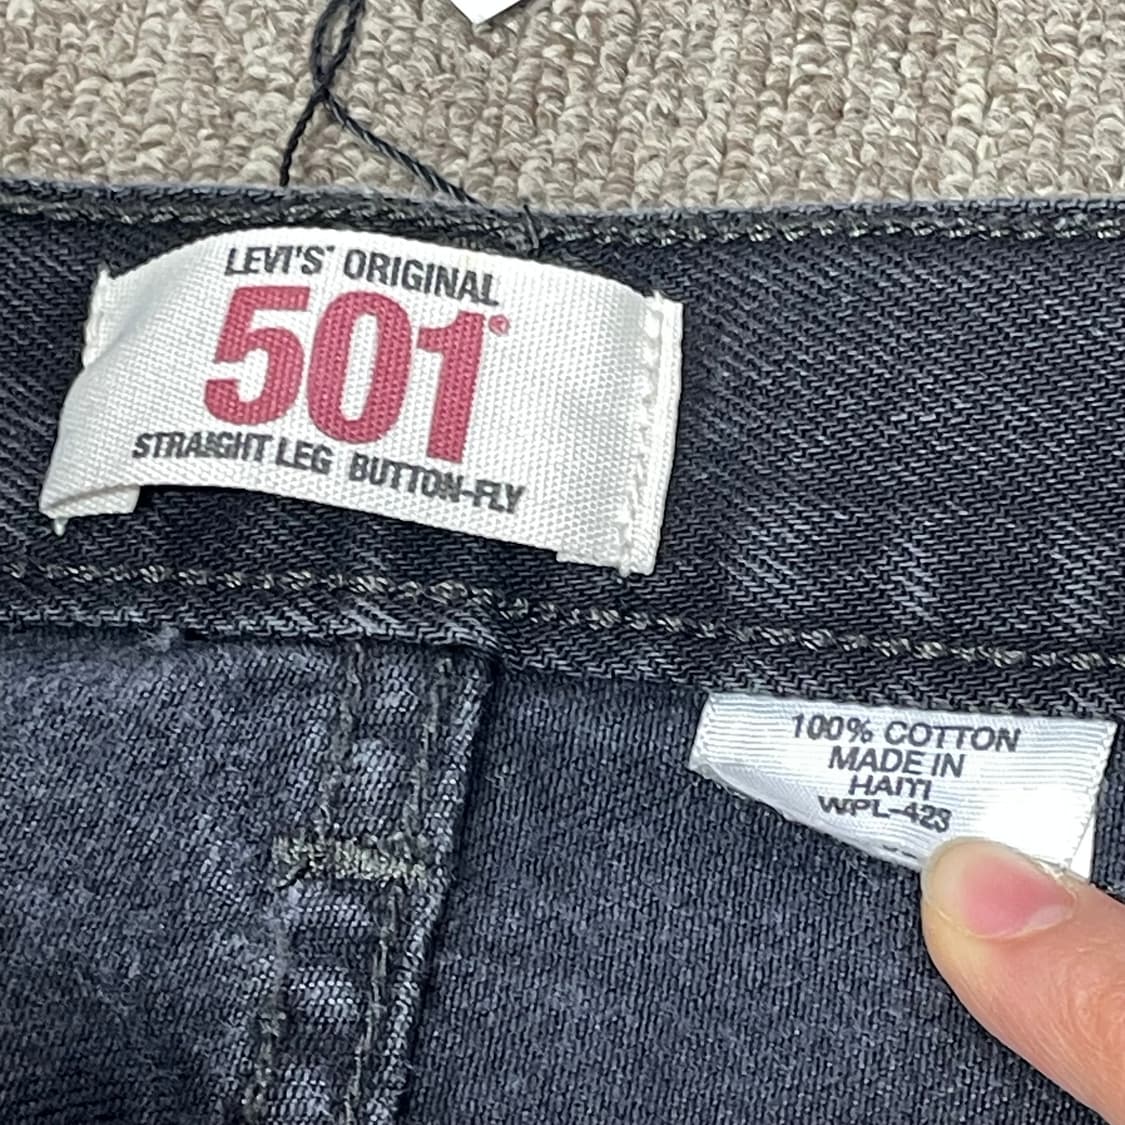 LEVI'S® ORIGINAL
501®
STRAIGHT LEG BUTTON-FLY
100% COTTON
MADE IN
HAITI
WPL-423